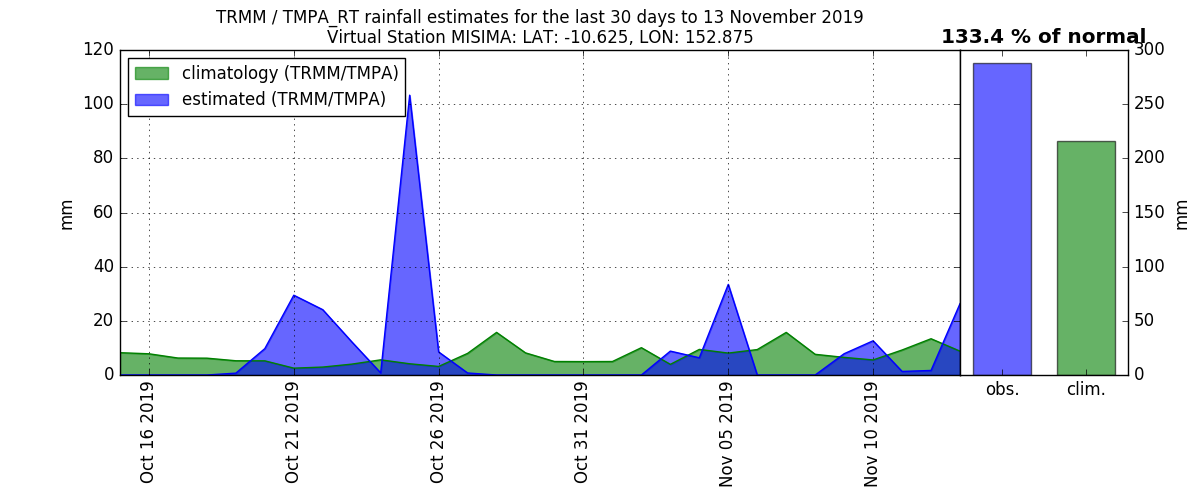 TRMM / TMPA_RT rainfall estimates for the last 30 days to 13 November 2019
Virtual Station MISIMA: LAT: -10.625, LON: 152.875
133.4 % of normal
climatology (TRMM/TMPA)
estimated (TRMM/TMPA)
120
100
80
60
40
20
0
mm
300
250
200
150
100
50
0
mm
Oct 16 2019
Oct 21 2019
Oct 26 2019
Oct 31 2019
Nov 05 2019
Nov 10 2019
obs.
clim.